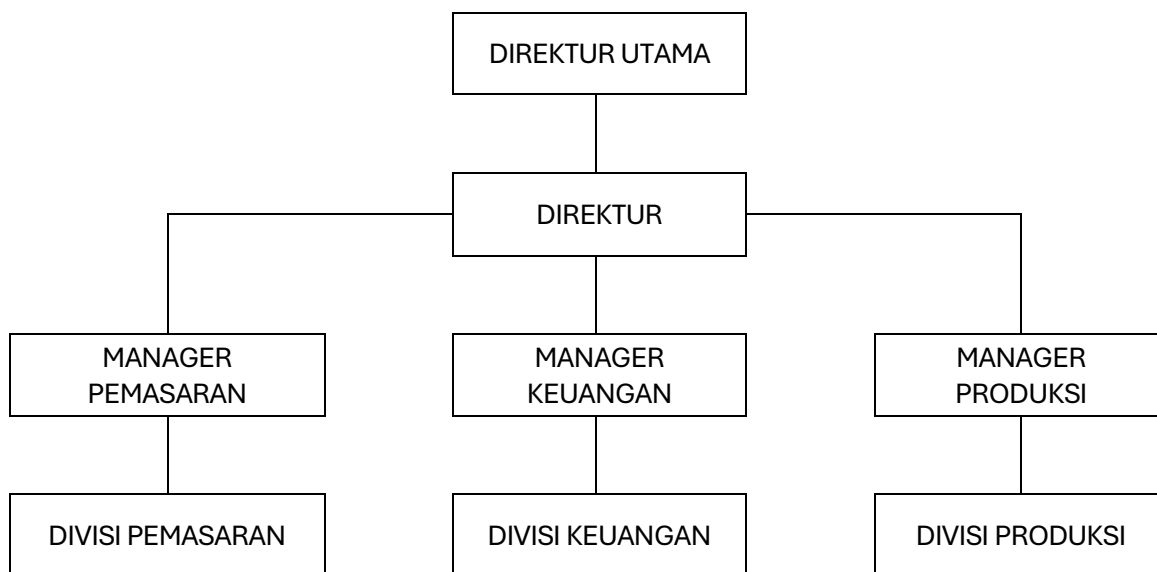 DIREKTUR UTAMA
DIREKTUR
MANAGER
PEMASARAN
MANAGER
KEUANGAN
MANAGER
PRODUKSI
DIVISI PEMASARAN
DIVISI KEUANGAN
DIVISI PRODUKSI